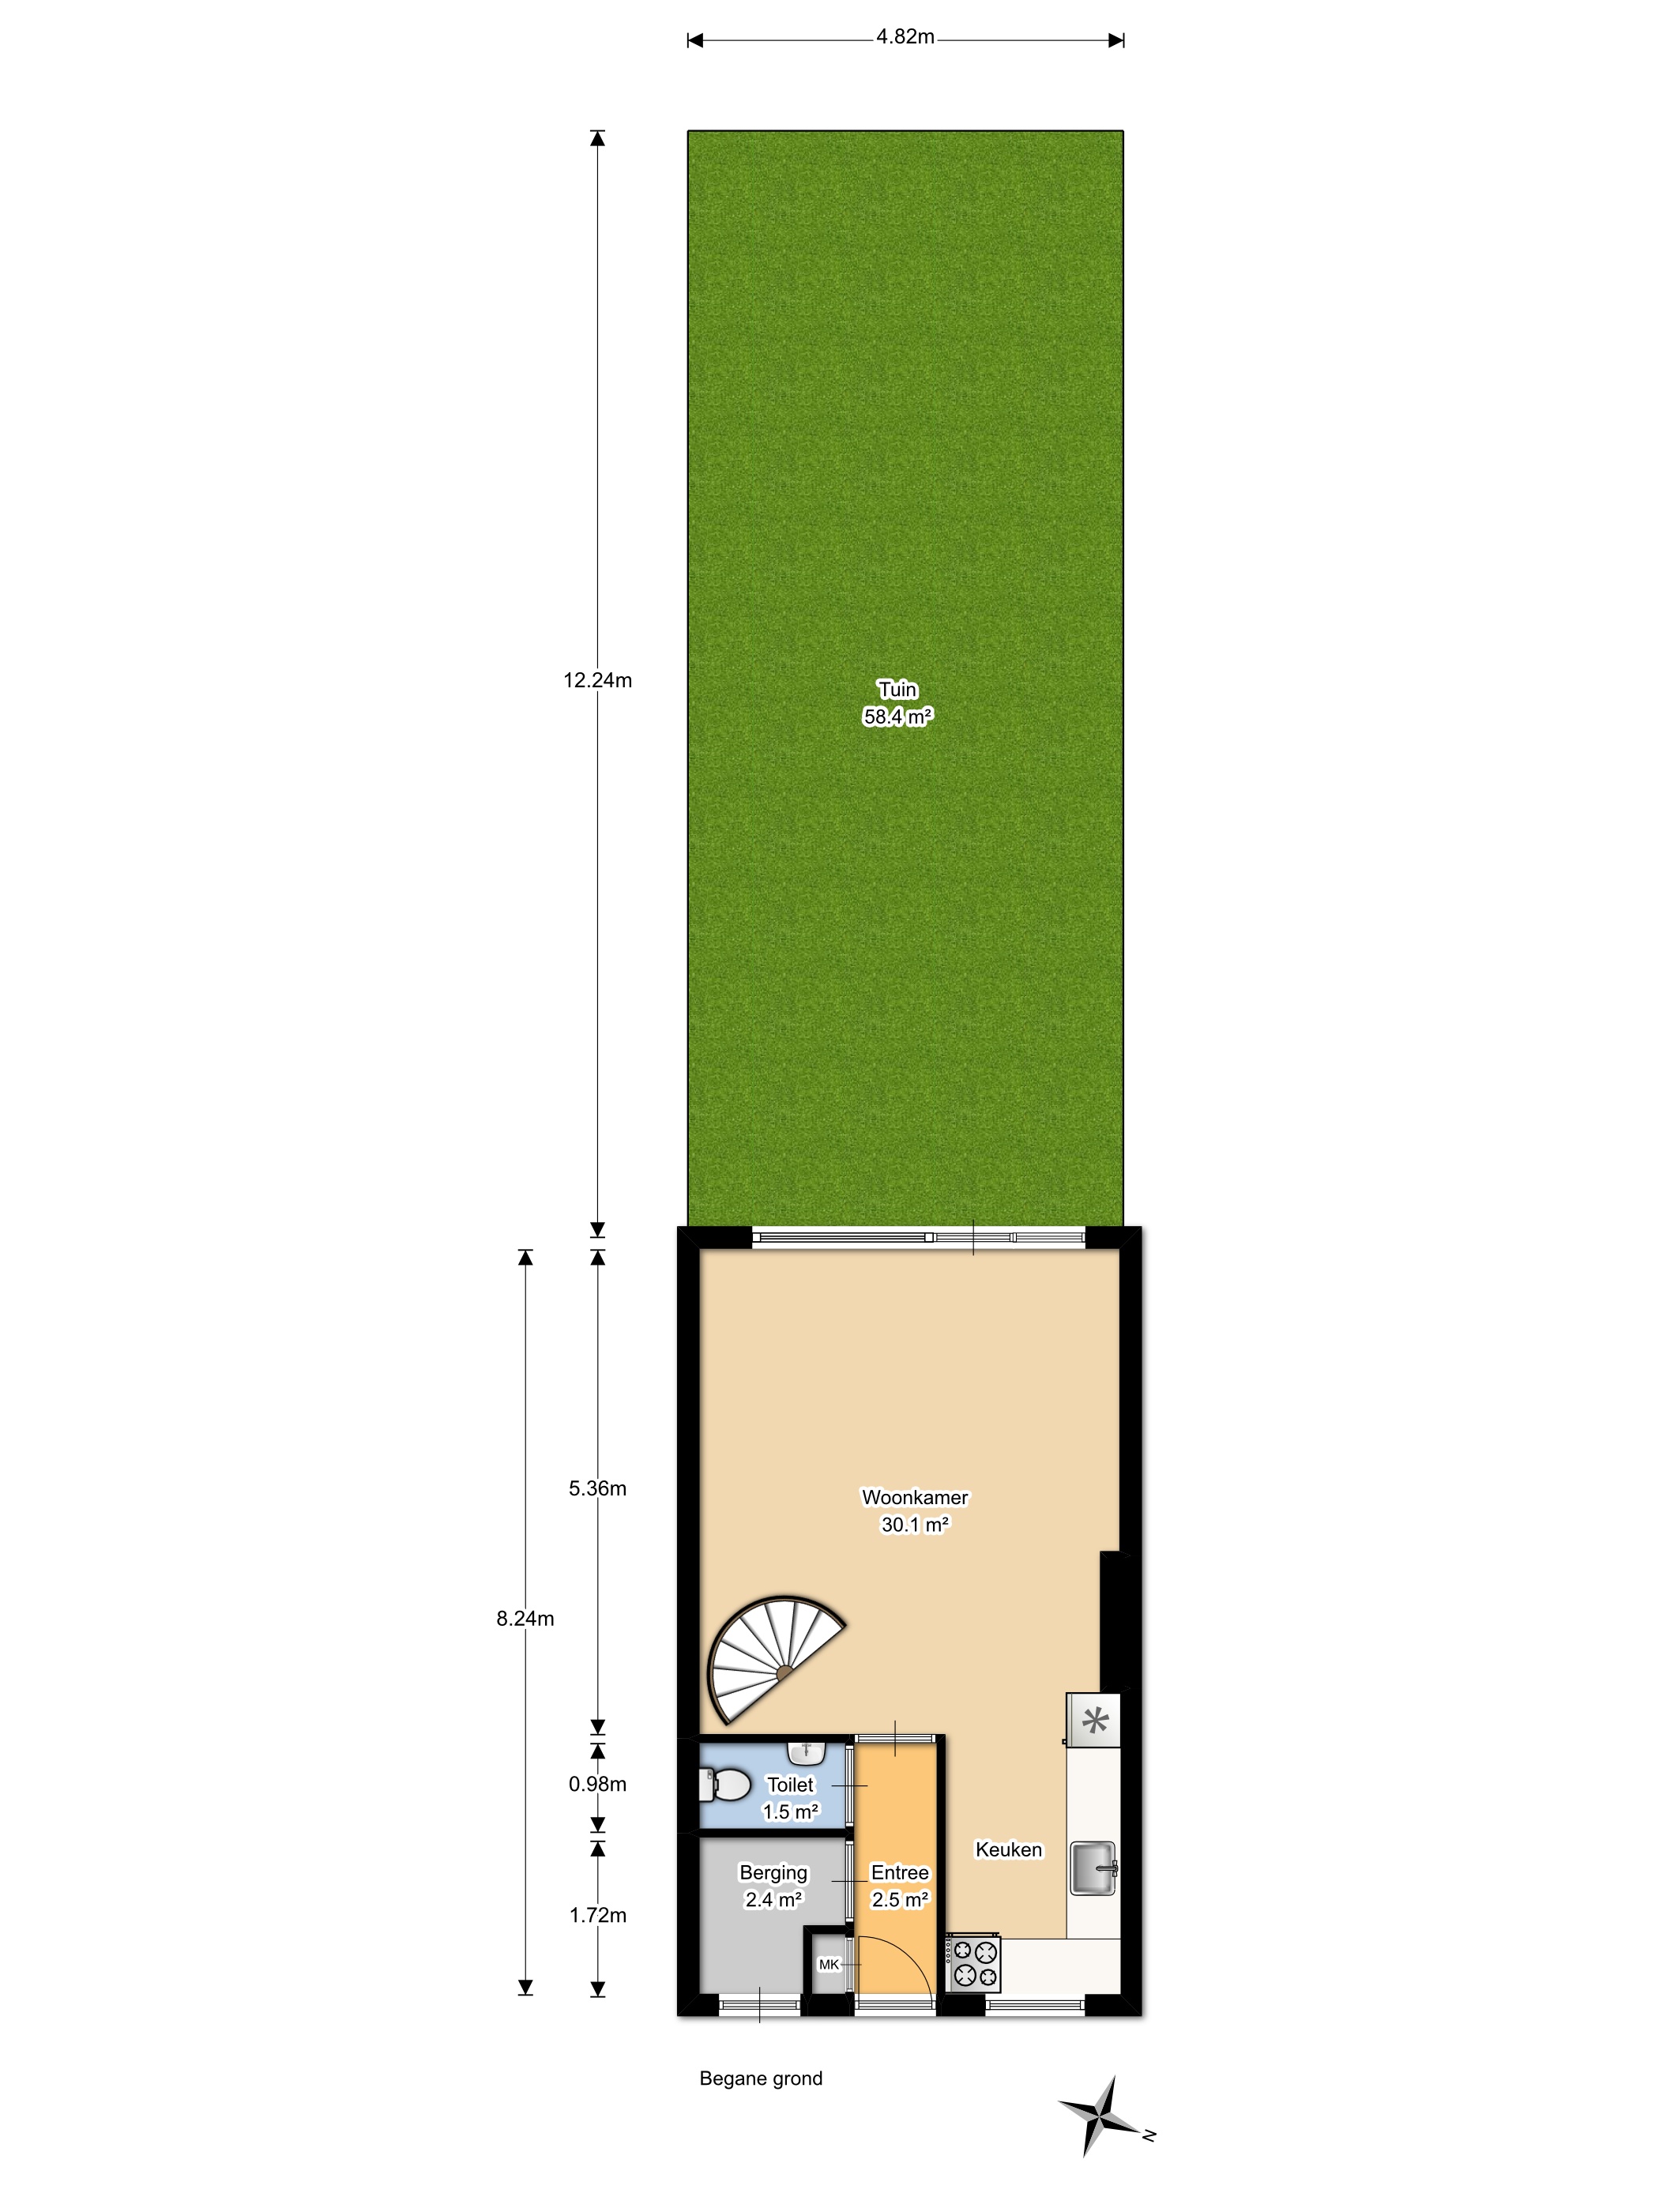 4.82m
12.24m
Tuin
58.4 m²
5.36m
Woonkamer
30.1 m²
8.24m
0.98m
Toilet
1.5 m²
Keuken
Berging
2.4 m²
Entree
2.5 m²
1.72m
MK
Begane grond
N